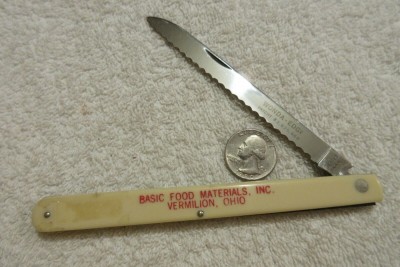 BASIC FOOD MATERIALS, INC.
VERMILION, OHIO